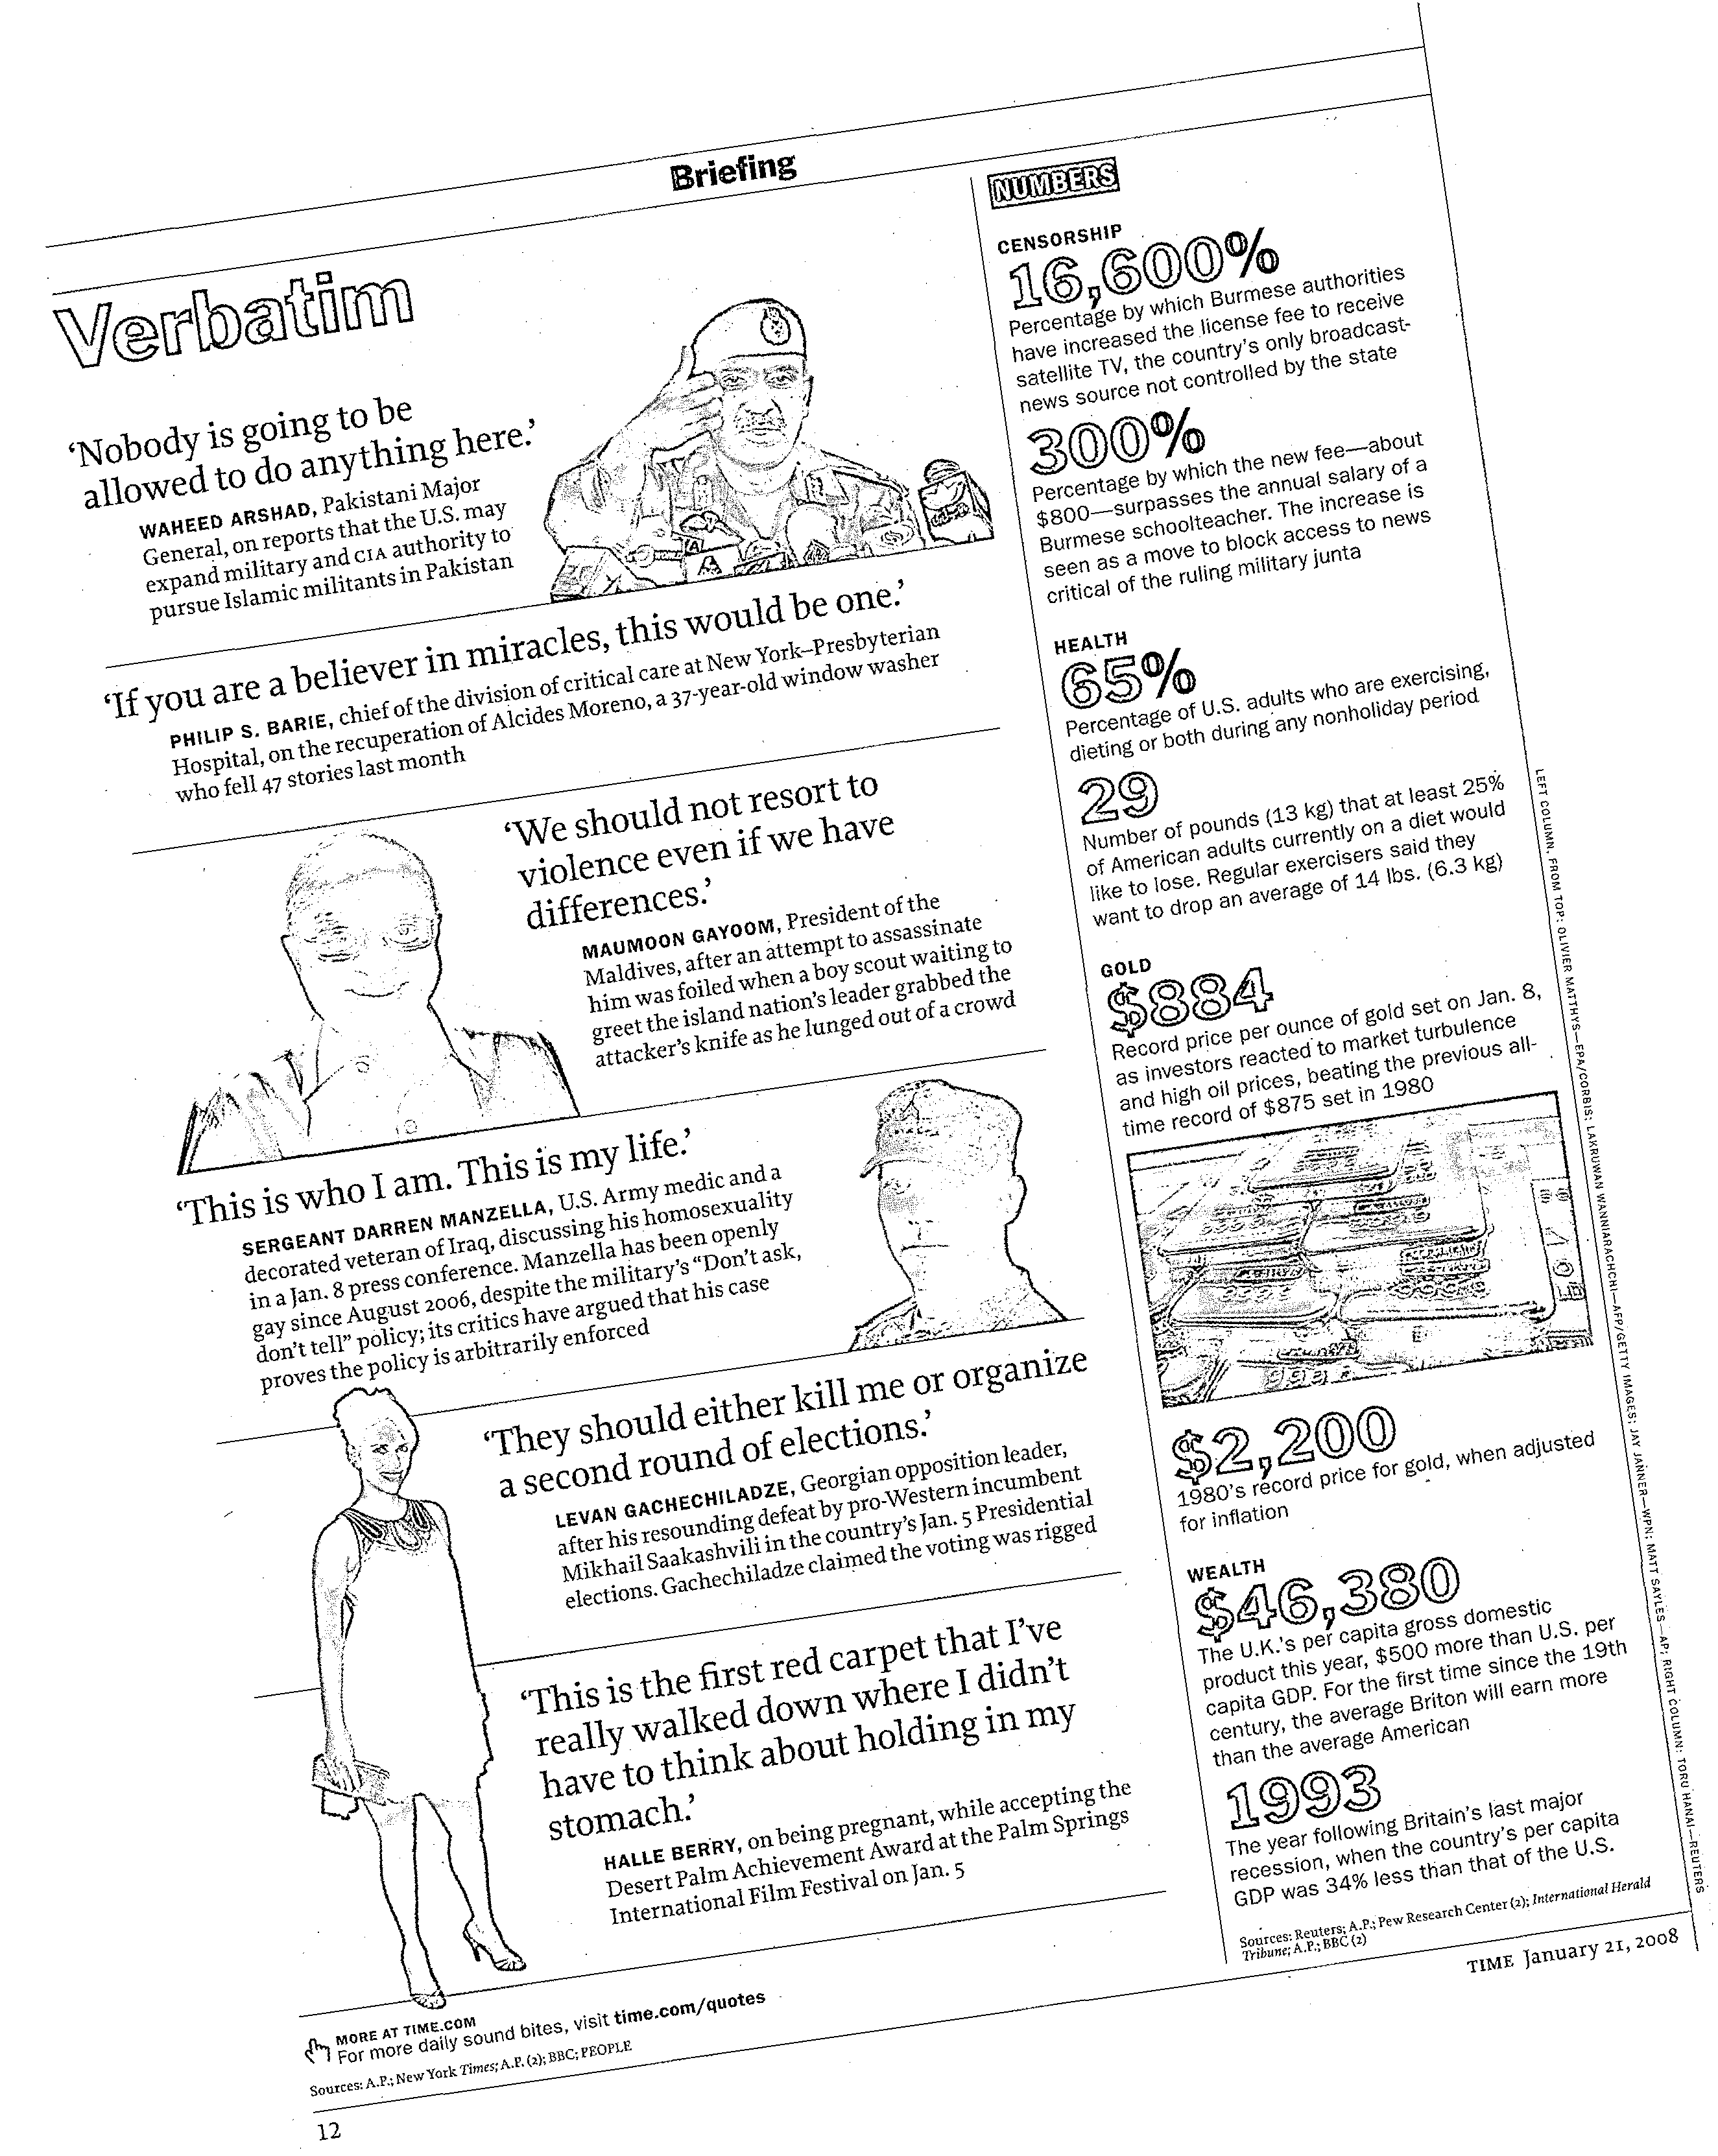 Briefing
Verbatim
‘Nobody is going to be
allowed to do anything here.’
WAHEED ARSHAD, Pakistani Major
General, on reports that the U.S. may
expand military and CIA authority to
pursue Islamic militants in Pakistan
‘If you are a believer in miracles, this would be one.’
PHILIP S. BARIE, chief of the division of critical care at New York–Presbyterian
Hospital, on the recuperation of Alcides Moreno, a 37-year-old window washer
who fell 47 stories last month
‘We should not resort to
violence even if we have
differences.’
MAUMOON GAYOOM, President of the
Maldives, after an attempt to assassinate
him was foiled when a boy scout waiting to
greet the island nation’s leader grabbed the
attacker’s knife as he lunged out of a crowd
‘This is who I am. This is my life.’
SERGEANT DARREN MANZELLA, U.S. Army medic and a
decorated veteran of Iraq, discussing his homosexuality
in a Jan. 8 press conference. Manzella has been openly
gay since August 2006, despite the military’s “Don’t ask,
don’t tell” policy; its critics have argued that his case
proves the policy is arbitrarily enforced
‘They should either kill me or organize
a second round of elections.’
LEVAN GACHECHILADZE, Georgian opposition leader,
after his resounding defeat by pro-Western incumbent
Mikhail Saakashvili in the country’s Jan. 5 Presidential
elections. Gachechiladze claimed the voting was rigged
‘This is the first red carpet that I’ve
really walked down where I didn’t
have to think about holding in my
stomach.’
HALLE BERRY, on being pregnant, while accepting the
Desert Palm Achievement Award at the Palm Springs
International Film Festival on Jan. 5
MORE AT TIME.COM
For more daily sound bites, visit time.com/quotes
Sources: A.P.; New York Times; A.P. (2); BBC; PEOPLE
12
NUMBERS
CENSORSHIP
16,600%
Percentage by which Burmese authorities
have increased the license fee to receive
satellite TV, the country’s only broadcast-
news source not controlled by the state
300%
Percentage by which the new fee—about
$800—surpasses the annual salary of a
Burmese schoolteacher. The increase is
seen as a move to block access to news
critical of the ruling military junta
HEALTH
65%
Percentage of U.S. adults who are exercising,
dieting or both during any nonholiday period
29
Number of pounds (13 kg) that at least 25%
of American adults currently on a diet would
like to lose. Regular exercisers said they
want to drop an average of 14 lbs. (6.3 kg)
GOLD
$884
Record price per ounce of gold set on Jan. 8,
as investors reacted to market turbulence
and high oil prices, beating the previous all-
time record of $875 set in 1980
$2,200
1980’s record price for gold, when adjusted
for inflation
WEALTH
$46,380
The U.K.’s per capita gross domestic
product this year, $500 more than U.S. per
capita GDP. For the first time since the 19th
century, the average Briton will earn more
than the average American
1993
The year following Britain’s last major
recession, when the country’s per capita
GDP was 34% less than that of the U.S.
Sources: Reuters; A.P.; Pew Research Center (2); International Herald
Tribune; A.P.; BBC (2)
TIME January 21, 2008
LEFT COLUMN, FROM TOP: OLIVIER MATTHYS—EPA/CORBIS; LAKRUWAN WANNIARACHCHI—AFP/GETTY IMAGES; JAY JANNER—WPN; MATT SAYLES—AP; RIGHT COLUMN: TORU HANAI—REUTERS